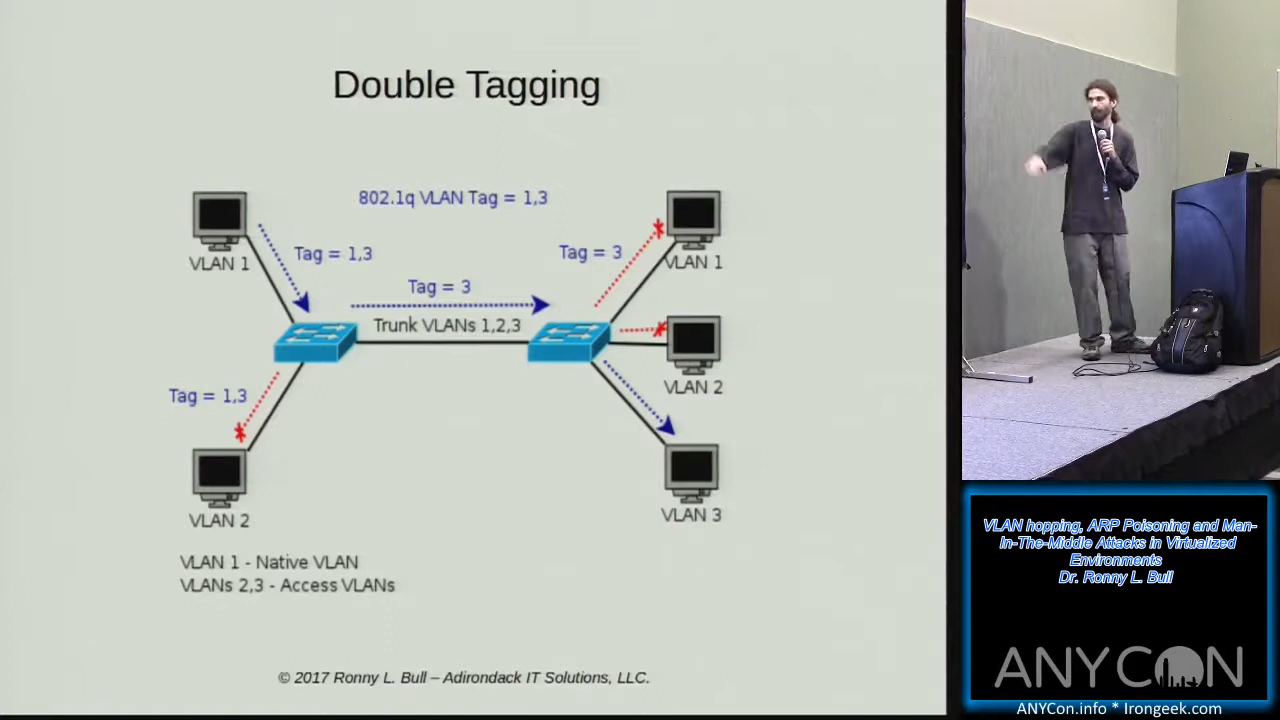 Double Tagging
802.1q VLAN Tag = 1,3
VLAN 1
Tag = 1,3
Tag = 3
Tag = 3
VLAN 1
Trunk VLANs 1,2,3
VLAN 2
Tag = 1,3
VLAN 2
VLAN 3
VLAN 1 - Native VLAN
VLANs 2,3 - Access VLANs
© 2017 Ronny L. Bull – Adirondack IT Solutions, LLC.
VLAN hopping, ARP Poisoning and Man-
In-The-Middle Attacks in Virtualized
Environments
Dr. Ronny L. Bull
ANYCON
ANYCon.info * Irongeek.com